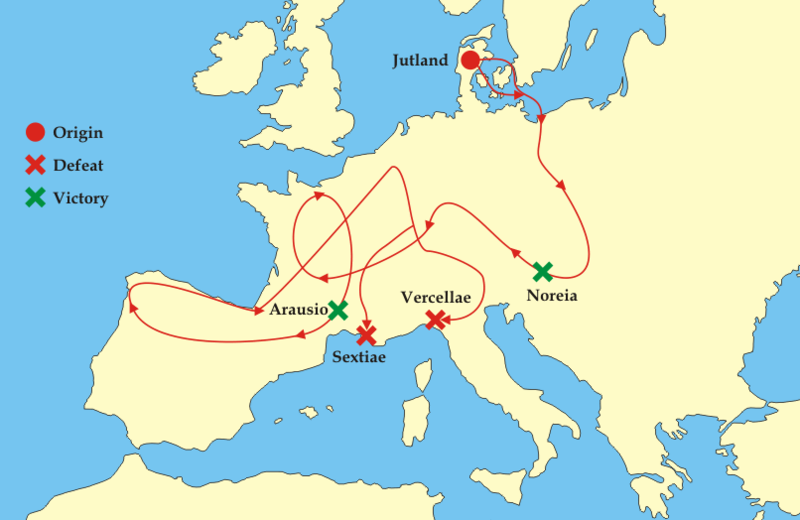 Jutland
Origin
Defeat
Victory
Vercellae
Noreia
Arausio
Sextiae